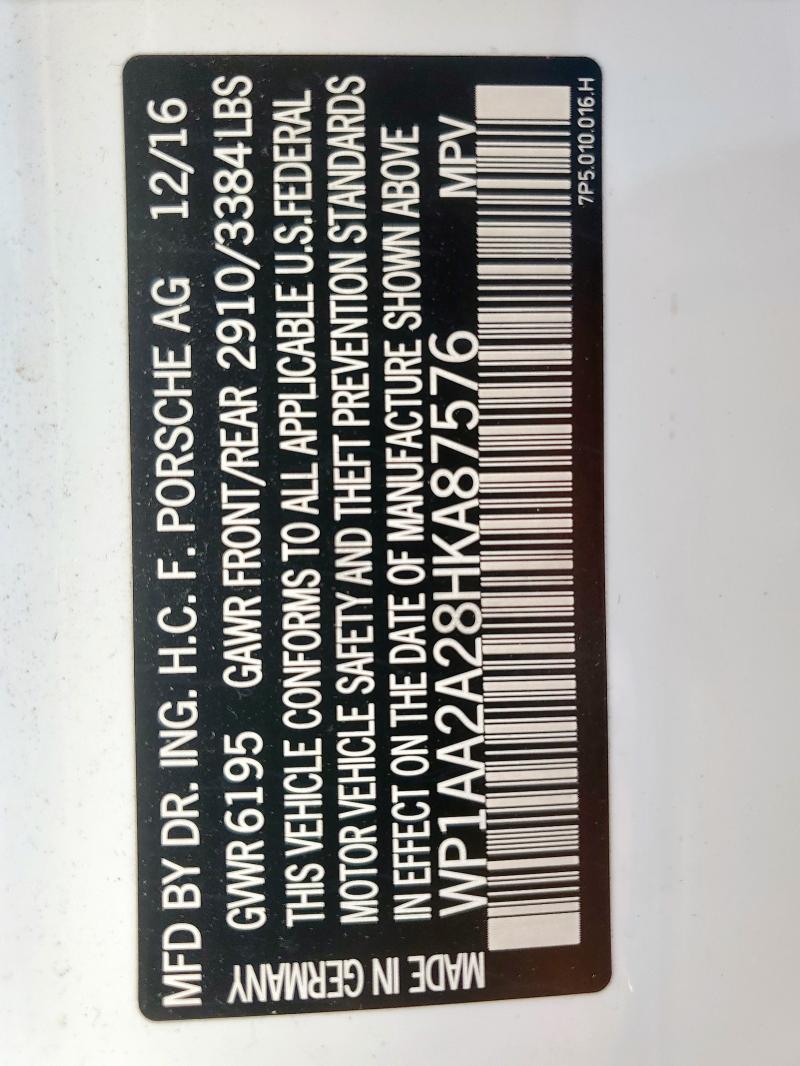 MFD BY DR. ING. H.C. F. PORSCHE AG 12/16
GVWR 6195 GAWR FRONT/REAR 2910/3384LBS
THIS VEHICLE CONFORMS TO ALL APPLICABLE U.S.FEDERAL
MOTOR VEHICLE SAFETY AND THEFT PREVENTION STANDARDS
IN EFFECT ON THE DATE OF MANUFACTURE SHOWN ABOVE
WP1AA2A28HKA87576 MPV
MADE IN GERMANY
7P5.010.016.H